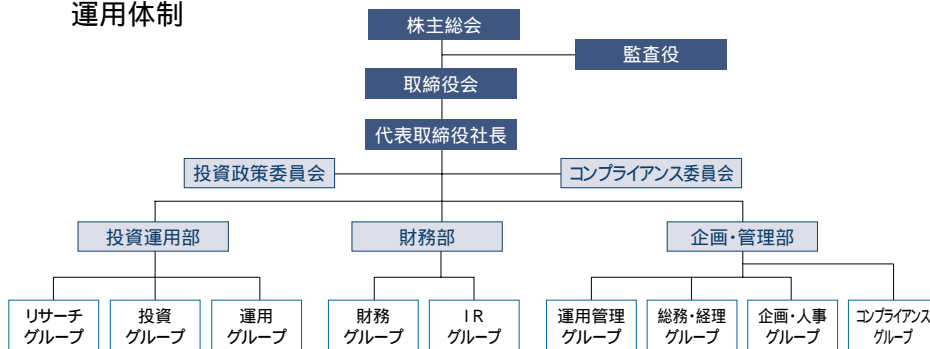 運用体制
株主総会
監査役
取締役会
代表取締役社長
投資政策委員会
コンプライアンス委員会
投資運用部
財務部
企画・管理部
リサーチ
グループ
投資
グループ
運用
グループ
財務
グループ
IR
グループ
運用管理
グループ
総務・経理
グループ
企画・人事
グループ
コンプライアンス
グループ